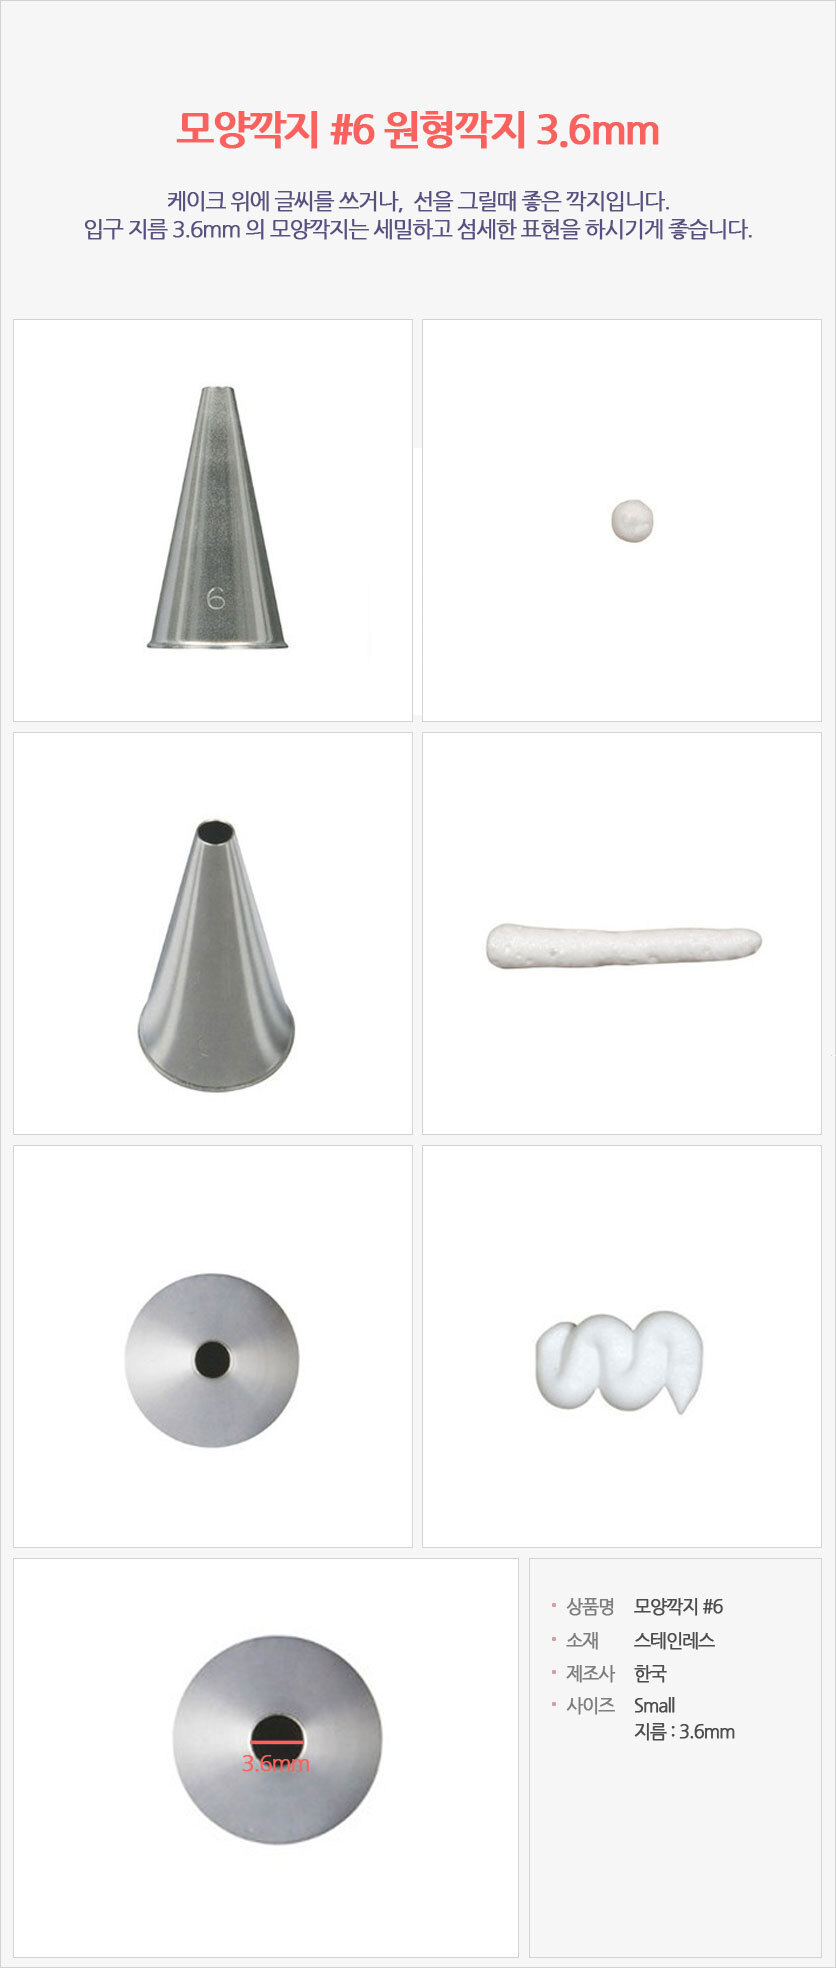 모양깍지 #6 원형깍지 3.6mm
케이크 위에 글씨를 쓰거나, 선을 그릴때 좋은 깍지입니다.
입구 지름 3.6mm 의 모양깍지는 세밀하고 섬세한 표현을 하시기게 좋습니다.
6
3.6mm
상품명 모양깍지 #6
소재 스테인레스
제조사 한국
사이즈 Small
지름 : 3.6mm